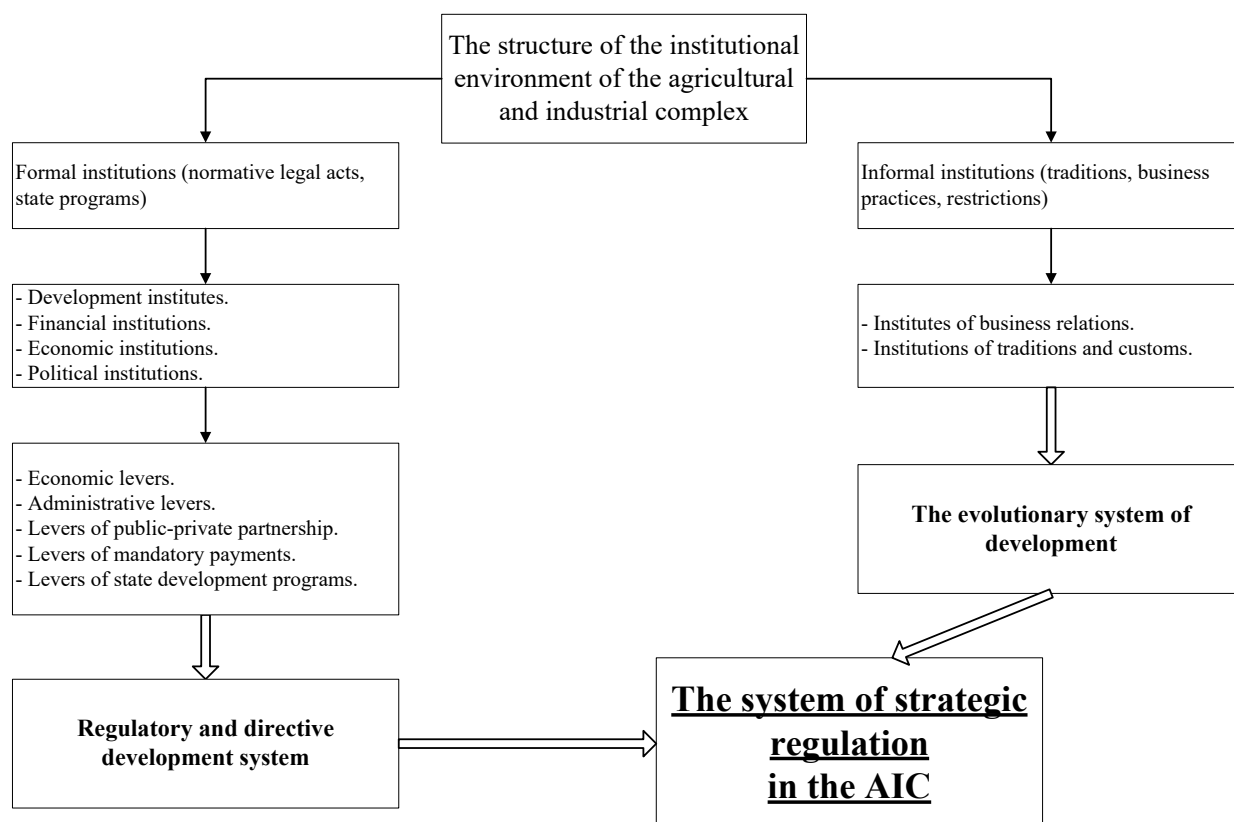 The structure of the institutional
environment of the agricultural
and industrial complex
Formal institutions (normative legal acts,
state programs)
Informal institutions (traditions, business
practices, restrictions)
- Development institutes.
- Financial institutions.
- Economic institutions.
- Political institutions.
- Institutes of business relations.
- Institutions of traditions and customs.
- Economic levers.
- Administrative levers.
- Levers of public-private partnership.
- Levers of mandatory payments.
- Levers of state development programs.
The evolutionary system of
development
Regulatory and directive
development system
The system of strategic
regulation
in the AIC